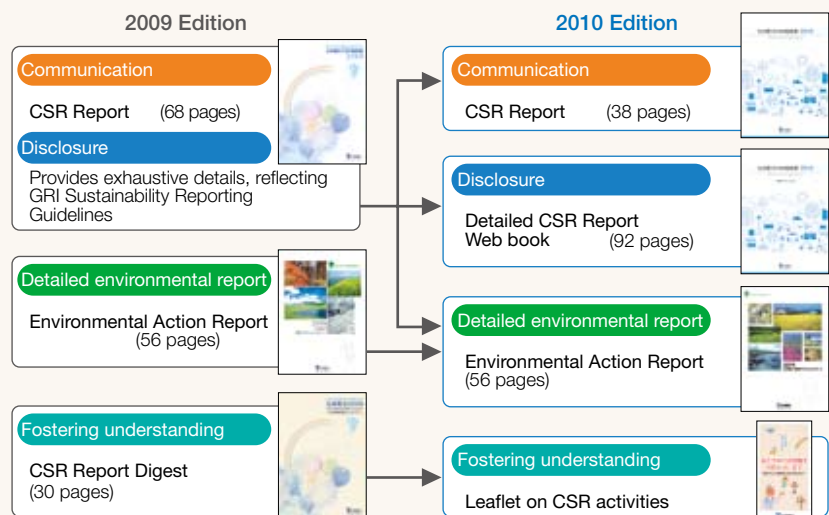 2009 Edition
Communication
CSR Report (68 pages)
Disclosure
Provides exhaustive details, reflecting
GRI Sustainability Reporting
Guidelines
Detailed environmental report
Environmental Action Report
(56 pages)
Fostering understanding
CSR Report Digest
(30 pages)
2010 Edition
Communication
CSR Report (38 pages)
Disclosure
Detailed CSR Report
Web book (92 pages)
Detailed environmental report
Environmental Action Report
(56 pages)
Fostering understanding
Leaflet on CSR activities